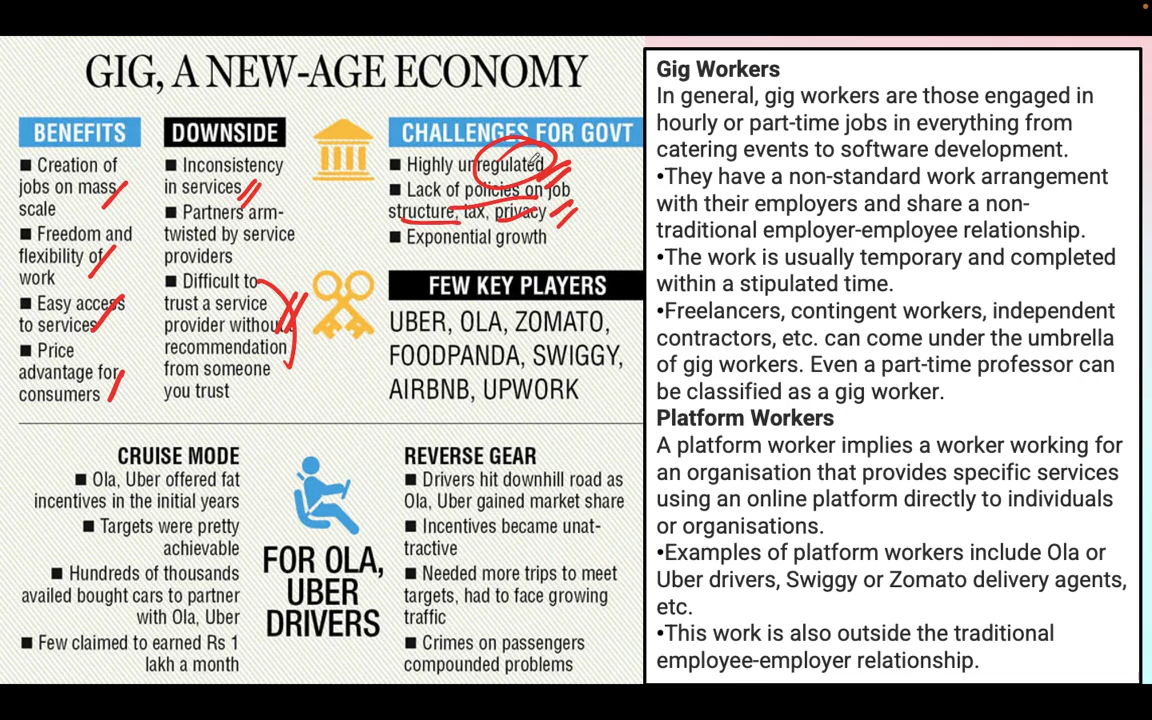 GIG, A NEW-AGE ECONOMY
BENEFITS
■ Creation of
jobs on mass
scale
■ Freedom and
flexibility of
work
■ Easy access
to services
■ Price
advantage for
consumers
DOWNSIDE
■ Inconsistency
in services
■ Partners arm-
twisted by service
providers
■ Difficult to
trust a service
provider without
recommendation
from someone
you trust
CHALLENGES FOR GOVT
■ Highly unregulated
■ Lack of policies on job
structure, tax, privacy
■ Exponential growth
FEW KEY PLAYERS
UBER, OLA, ZOMATO,
FOODPANDA, SWIGGY,
AIRBNB, UPWORK
CRUISE MODE
■ Ola, Uber offered fat
incentives in the initial years
■ Targets were pretty
achievable
■ Hundreds of thousands
availed bought cars to partner
with Ola, Uber
■ Few claimed to earned Rs 1
lakh a month
FOR OLA,
UBER
DRIVERS
REVERSE GEAR
■ Drivers hit downhill road as
Ola, Uber gained market share
■ Incentives became unat-
tractive
■ Needed more trips to meet
targets, had to face growing
traffic
■ Crimes on passengers
compounded problems
Gig Workers
In general, gig workers are those engaged in
hourly or part-time jobs in everything from
catering events to software development.
•They have a non-standard work arrangement
with their employers and share a non-
traditional employer-employee relationship.
•The work is usually temporary and completed
within a stipulated time.
•Freelancers, contingent workers, independent
contractors, etc. can come under the umbrella
of gig workers. Even a part-time professor can
be classified as a gig worker.
Platform Workers
A platform worker implies a worker working for
an organisation that provides specific services
using an online platform directly to individuals
or organisations.
•Examples of platform workers include Ola or
Uber drivers, Swiggy or Zomato delivery agents,
etc.
•This work is also outside the traditional
employee-employer relationship.